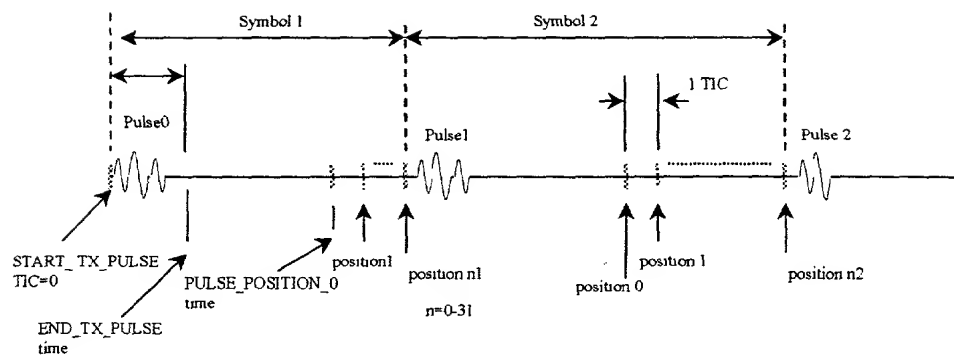 Symbol 1
Symbol 2
1 TIC
Pulse0
Pulse1
Pulse 2
START_TX_PULSE
TIC=0
PULSE_POSITION_0
time
position1
position n1
position 0
position 1
position n2
n=0-31
END_TX_PULSE
time